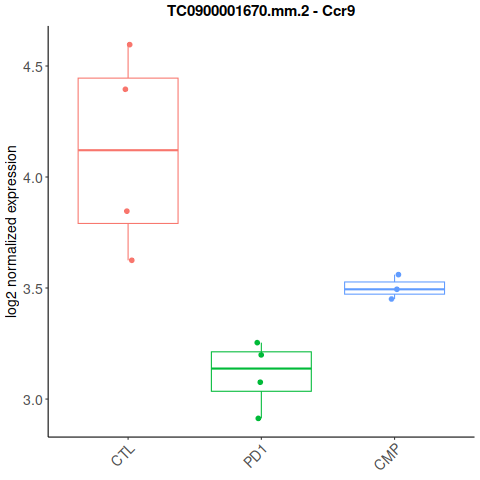 TC0900001670.mm.2 - Ccr9
log2 normalized expression
4.5
4.0
3.5
3.0
CTL
PD1
CMP